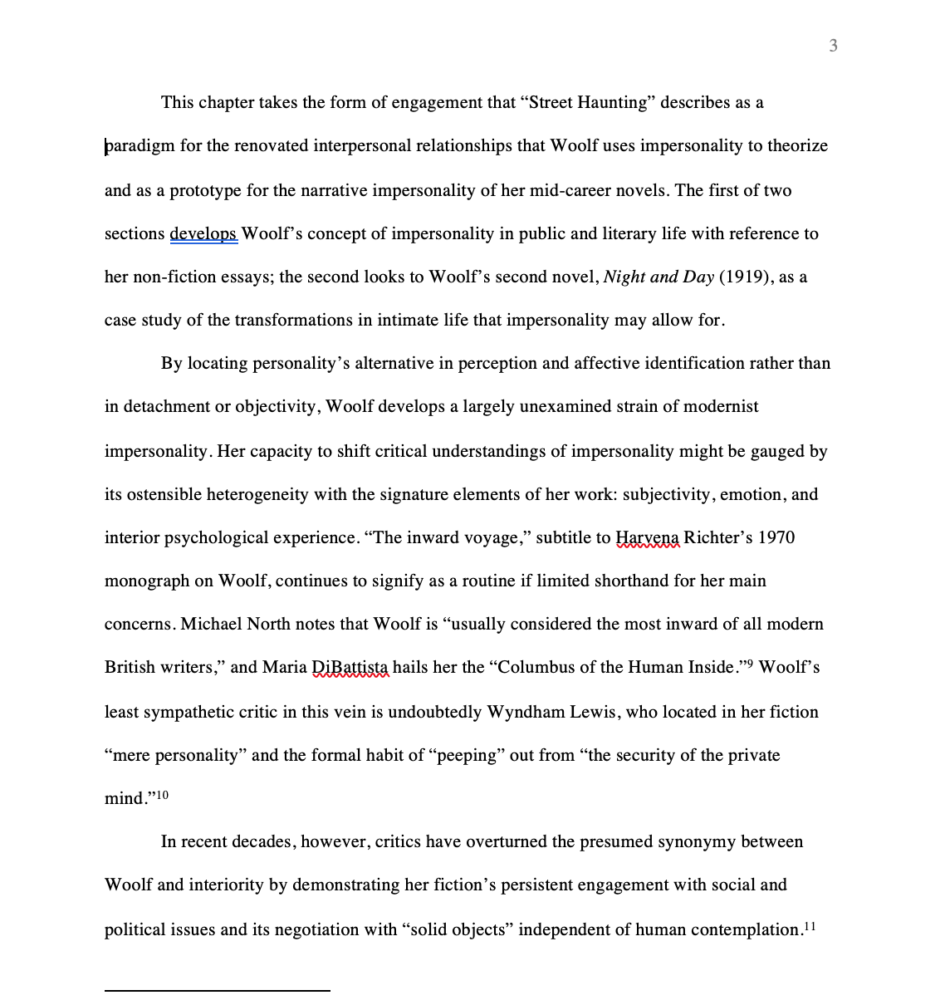 3
This chapter takes the form of engagement that “Street Haunting” describes as a
paradigm for the renovated interpersonal relationships that Woolf uses impersonality to theorize
and as a prototype for the narrative impersonality of her mid-career novels. The first of two
sections develops Woolf’s concept of impersonality in public and literary life with reference to
her non-fiction essays; the second looks to Woolf’s second novel, Night and Day (1919), as a
case study of the transformations in intimate life that impersonality may allow for.
By locating personality’s alternative in perception and affective identification rather than
in detachment or objectivity, Woolf develops a largely unexamined strain of modernist
impersonality. Her capacity to shift critical understandings of impersonality might be gauged by
its ostensible heterogeneity with the signature elements of her work: subjectivity, emotion, and
interior psychological experience. “The inward voyage,” subtitle to Harvena Richter’s 1970
monograph on Woolf, continues to signify as a routine if limited shorthand for her main
concerns. Michael North notes that Woolf is “usually considered the most inward of all modern
British writers,” and Maria DiBattista hails her the “Columbus of the Human Inside.”⁹ Woolf’s
least sympathetic critic in this vein is undoubtedly Wyndham Lewis, who located in her fiction
“mere personality” and the formal habit of “peeping” out from “the security of the private
mind.”¹⁰
In recent decades, however, critics have overturned the presumed synonymy between
Woolf and interiority by demonstrating her fiction’s persistent engagement with social and
political issues and its negotiation with “solid objects” independent of human contemplation.¹¹